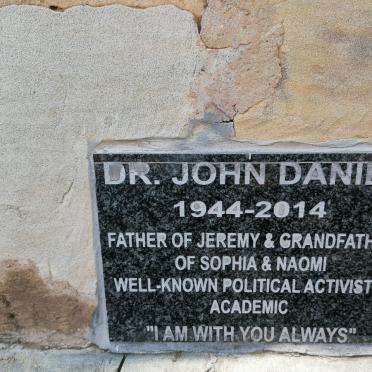 DR. JOHN DANIE
1944-2014
FATHER OF JEREMY & GRANDFATH
OF SOPHIA & NAOMI
WELL-KNOWN POLITICAL ACTIVIST
ACADEMIC
"I AM WITH YOU ALWAYS"